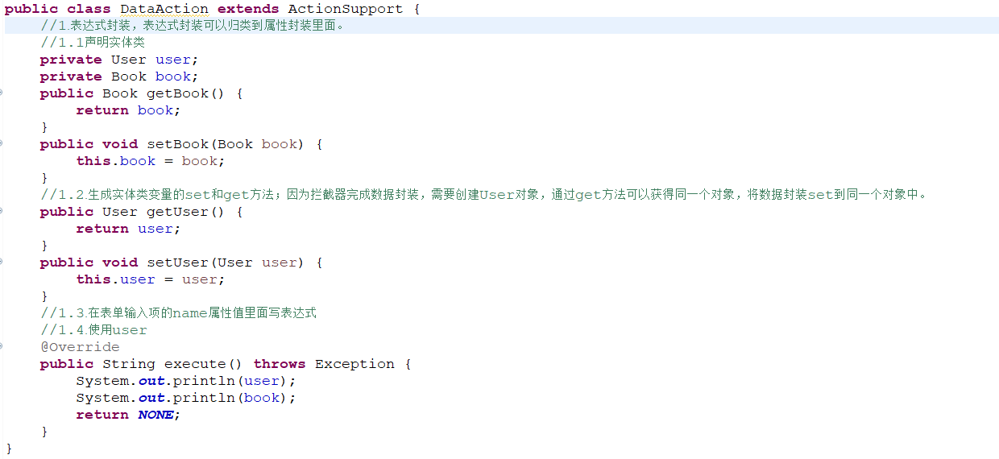 public class DataAction extends ActionSupport {
    //1.表达式封装，表达式封装可以归类到属性封装里面。
    //1.1声明实体类
    private User user;
    private Book book;
    public Book getBook() {
        return book;
    }
    public void setBook(Book book) {
        this.book = book;
    }
    //1.2.生成实体类变量的set和get方法；因为拦截器完成数据封装，需要创建User对象，通过get方法可以获得同一个对象，将数据封装set到同一个对象中。
    public User getUser() {
        return user;
    }
    public void setUser(User user) {
        this.user = user;
    }
    //1.3.在表单输入项的name属性值里面写表达式
    //1.4.使用user
    @Override
    public String execute() throws Exception {
        System.out.println(user);
        System.out.println(book);
        return NONE;
    }
}